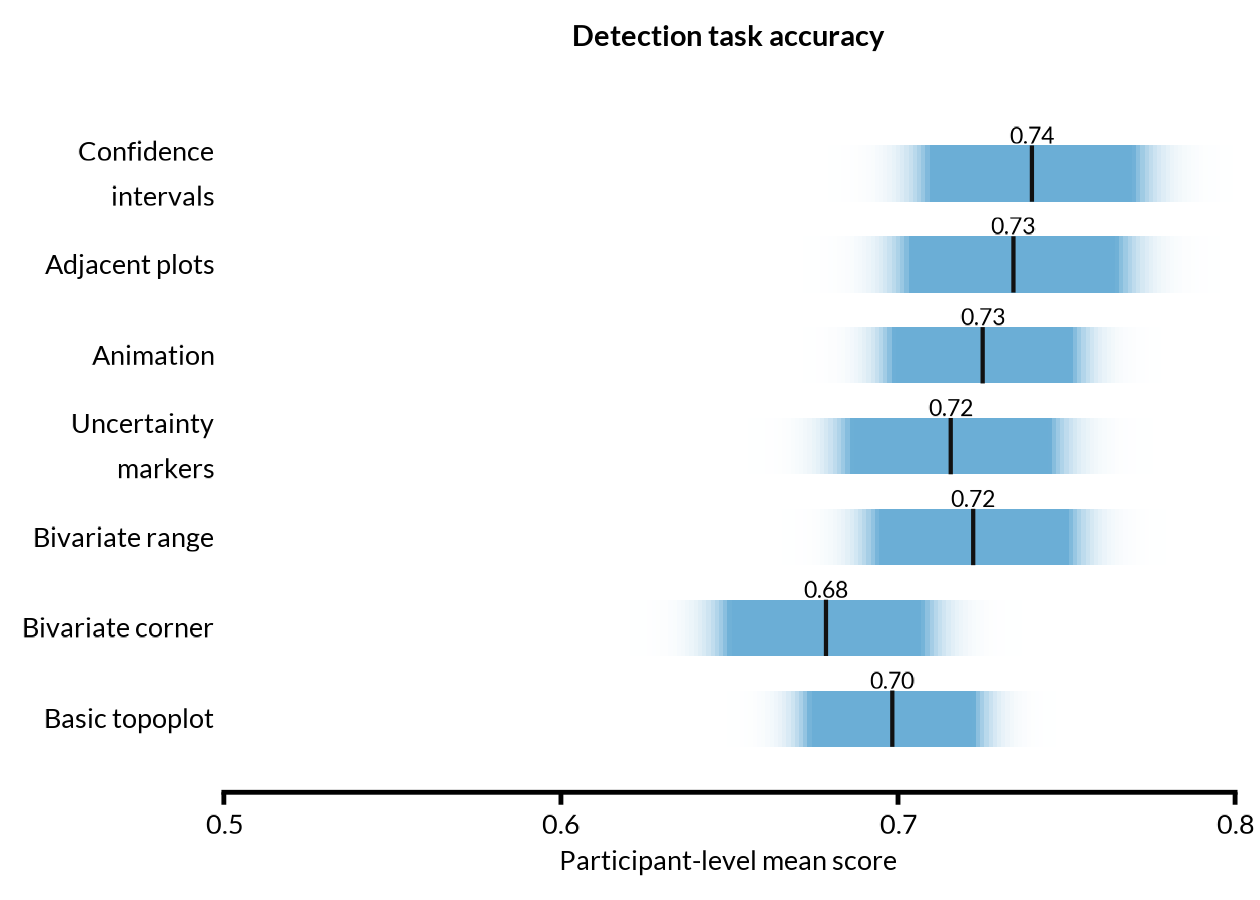 Detection task accuracy
Confidence
intervals
0.74
Adjacent plots
0.73
Animation
0.73
Uncertainty
markers
0.72
Bivariate range
0.72
Bivariate corner
0.68
Basic topoplot
0.70
0.5 0.6 0.7 0.8
Participant-level mean score